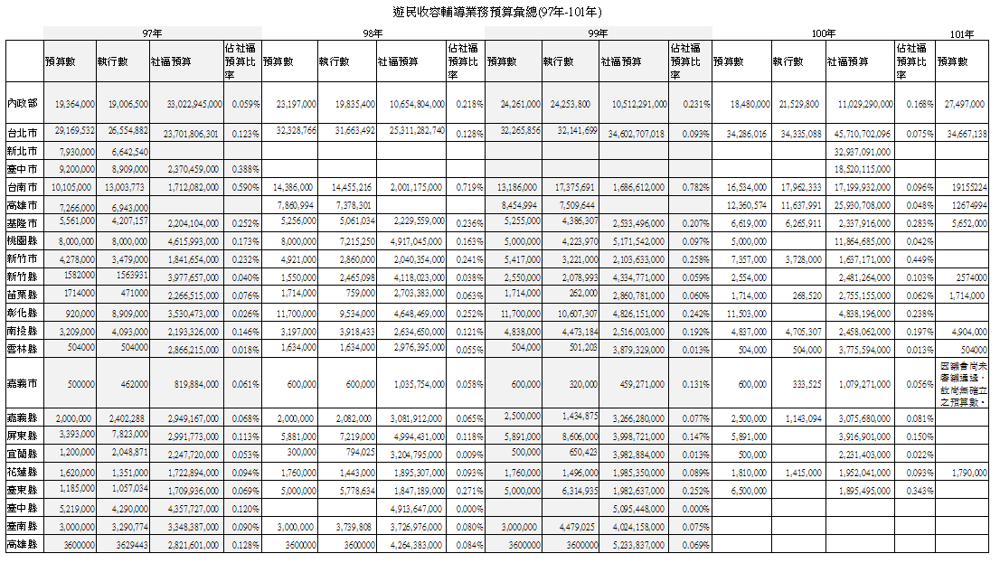 遊民收容輔導業務預算彙總(97年-101年)
97年 98年 99年 100年 101年
預算數 執行數 社福預算 佔社福預算比率 預算數 執行數 社福預算 佔社福預算比率 預算數 執行數 社福預算 佔社福預算比率 預算數 執行數 社福預算 佔社福預算比率 預算數
內政部 19,364,000 19,006,500 33,022,945,000 0.059% 23,197,000 19,835,400 10,654,804,000 0.218% 24,261,000 24,253,800 10,512,291,000 0.231% 18,480,000 21,529,800 11,029,290,000 0.168% 27,497,000
台北市 29,169,532 26,554,882 23,701,806,301 0.123% 32,328,766 31,663,492 25,311,282,740 0.128% 32,265,856 32,141,699 34,602,707,018 0.093% 34,286,016 34,335,088 45,710,702,096 0.075% 34,667,138
新北市 7,930,000 6,642,540 32,937,091,000
臺中市 9,200,000 8,909,000 2,370,459,000 0.388% 18,520,115,000
台南市 10,105,000 13,003,773 1,712,082,000 0.590% 14,386,000 14,455,216 2,001,175,000 0.719% 13,186,000 17,375,691 1,686,612,000 0.782% 16,534,000 17,962,333 17,199,932,000 0.096% 19155224
高雄市 7,266,000 6,943,000 7,860,994 7,378,301 8,454,994 7,509,644 12,360,574 11,637,991 25,930,708,000 0.048% 12674994
基隆市 5,561,000 4,207,157 2,204,104,000 0.252% 5,256,000 5,061,034 2,229,559,000 0.236% 5,255,000 4,386,307 2,533,496,000 0.207% 6,619,000 6,265,911 2,337,916,000 0.283% 5,652,000
桃園縣 8,000,000 8,000,000 4,615,993,000 0.173% 8,000,000 7,215,250 4,917,045,000 0.163% 5,000,000 4,223,970 5,171,542,000 0.097% 5,000,000 11,864,685,000 0.042%
新竹市 4,278,000 3,479,000 1,841,654,000 0.232% 4,921,000 2,860,000 2,040,354,000 0.241% 5,417,000 3,221,000 2,103,633,000 0.258% 7,357,000 3,728,000 1,637,171,000 0.449%
新竹縣 1582000 1563931 3,977,657,000 0.040% 1,550,000 2,465,098 4,118,023,000 0.038% 2,550,000 2,078,993 4,334,771,000 0.059% 2,554,000 2,481,264,000 0.103% 2574000
苗栗縣 1714000 471000 2,266,515,000 0.076% 1,714,000 759,000 2,703,383,000 0.063% 1,714,000 262,000 2,860,781,000 0.060% 1,714,000 268,520 2,755,155,000 0.062% 1,714,000
彰化縣 920,000 8,909,000 3,530,473,000 0.026% 11,700,000 9,534,000 4,648,469,000 0.252% 11,700,000 10,607,307 4,826,151,000 0.242% 11,503,000 4,838,196,000 0.238%
南投縣 3,209,000 4,093,000 2,193,326,000 0.146% 3,197,000 3,918,433 2,634,650,000 0.121% 4,838,000 4,473,184 2,516,003,000 0.192% 4,837,000 4,705,307 2,458,062,000 0.197% 4,904,000
雲林縣 504000 504000 2,866,215,000 0.018% 1,634,000 1,634,000 2,976,395,000 0.055% 504,000 501,203 3,879,329,000 0.013% 504,000 504,000 3,775,594,000 0.013% 504000
嘉義市 500000 462000 819,884,000 0.061% 600,000 600,000 1,035,754,000 0.058% 600,000 320,000 459,271,000 0.131% 600,000 333,525 1,079,271,000 0.056% 因議會尚未審議通過，故尚無確立之預算數。
嘉義縣 2,000,000 2,402,288 2,949,167,000 0.068% 2,000,000 2,082,000 3,081,912,000 0.065% 2,500,000 1,434,875 3,266,280,000 0.077% 2,500,000 1,143,094 3,075,680,000 0.081%
屏東縣 3,393,000 7,823,000 2,991,773,000 0.113% 5,881,000 7,219,000 4,994,431,000 0.118% 5,891,000 8,606,000 3,998,721,000 0.147% 5,891,000 3,916,901,000 0.150%
宜蘭縣 1,200,000 2,048,871 2,247,720,000 0.053% 300,000 794,025 3,204,795,000 0.009% 500,000 650,423 3,982,884,000 0.013% 500,000 2,231,403,000 0.022%
花蓮縣 1,620,000 1,351,000 1,722,894,000 0.094% 1,760,000 1,443,000 1,895,307,000 0.093% 1,760,000 1,496,000 1,985,350,000 0.089% 1,810,000 1,415,000 1,952,041,000 0.093% 1,790,000
臺東縣 1,185,000 1,057,034 1,709,936,000 0.069% 5,000,000 5,778,634 1,847,189,000 0.271% 5,000,000 6,314,935 1,982,637,000 0.252% 6,500,000 1,895,495,000 0.343%
臺中縣 5,219,000 4,290,000 4,357,727,000 0.120% 4,913,647,000 0.000% 5,095,448,000 0.000%
臺南縣 3,000,000 3,290,774 3,348,387,000 0.090% 3,000,000 3,739,808 3,726,976,000 0.080% 3,000,000 4,479,025 4,024,158,000 0.075%
高雄縣 3600000 3629443 2,821,601,000 0.128% 3600000 3600000 4,264,383,000 0.084% 3600000 3600000 5,233,837,000 0.069%